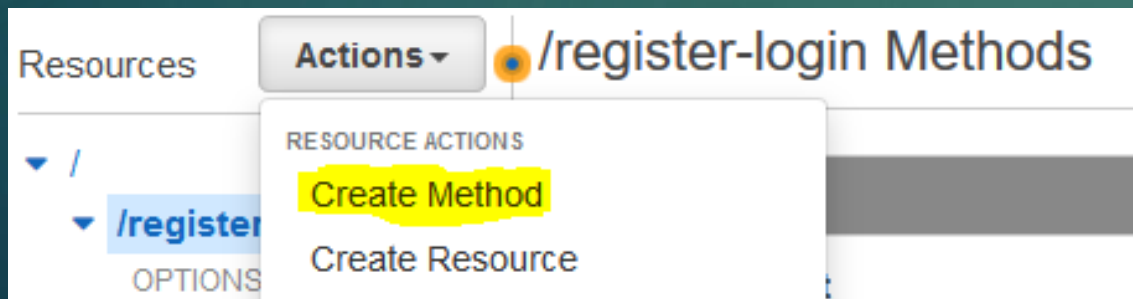 Resources
Actions
/register-login Methods
RESOURCE ACTIONS
/
Create Method
/register
Create Resource
OPTIONS